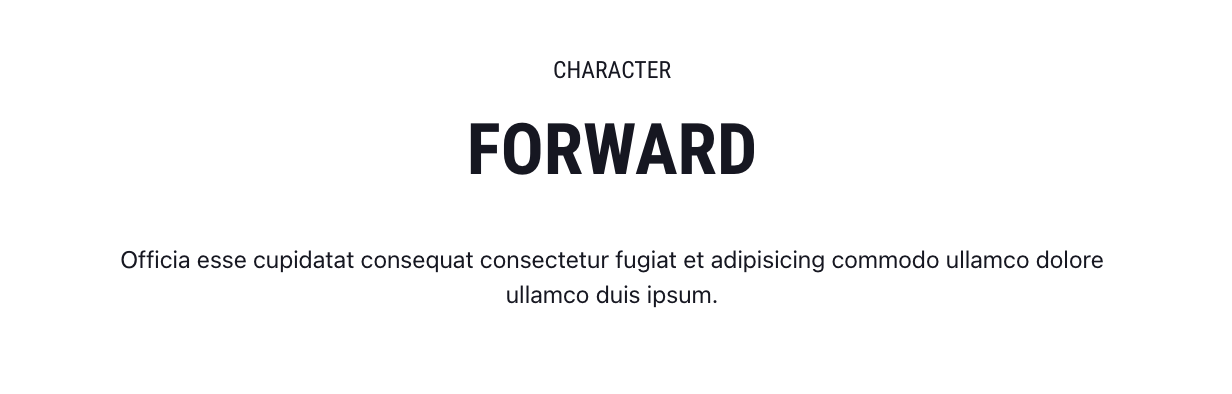 CHARACTER
FORWARD
Officia esse cupidatat consequat consectetur fugiat et adipisicing commodo ullamco dolore
ullamco duis ipsum.